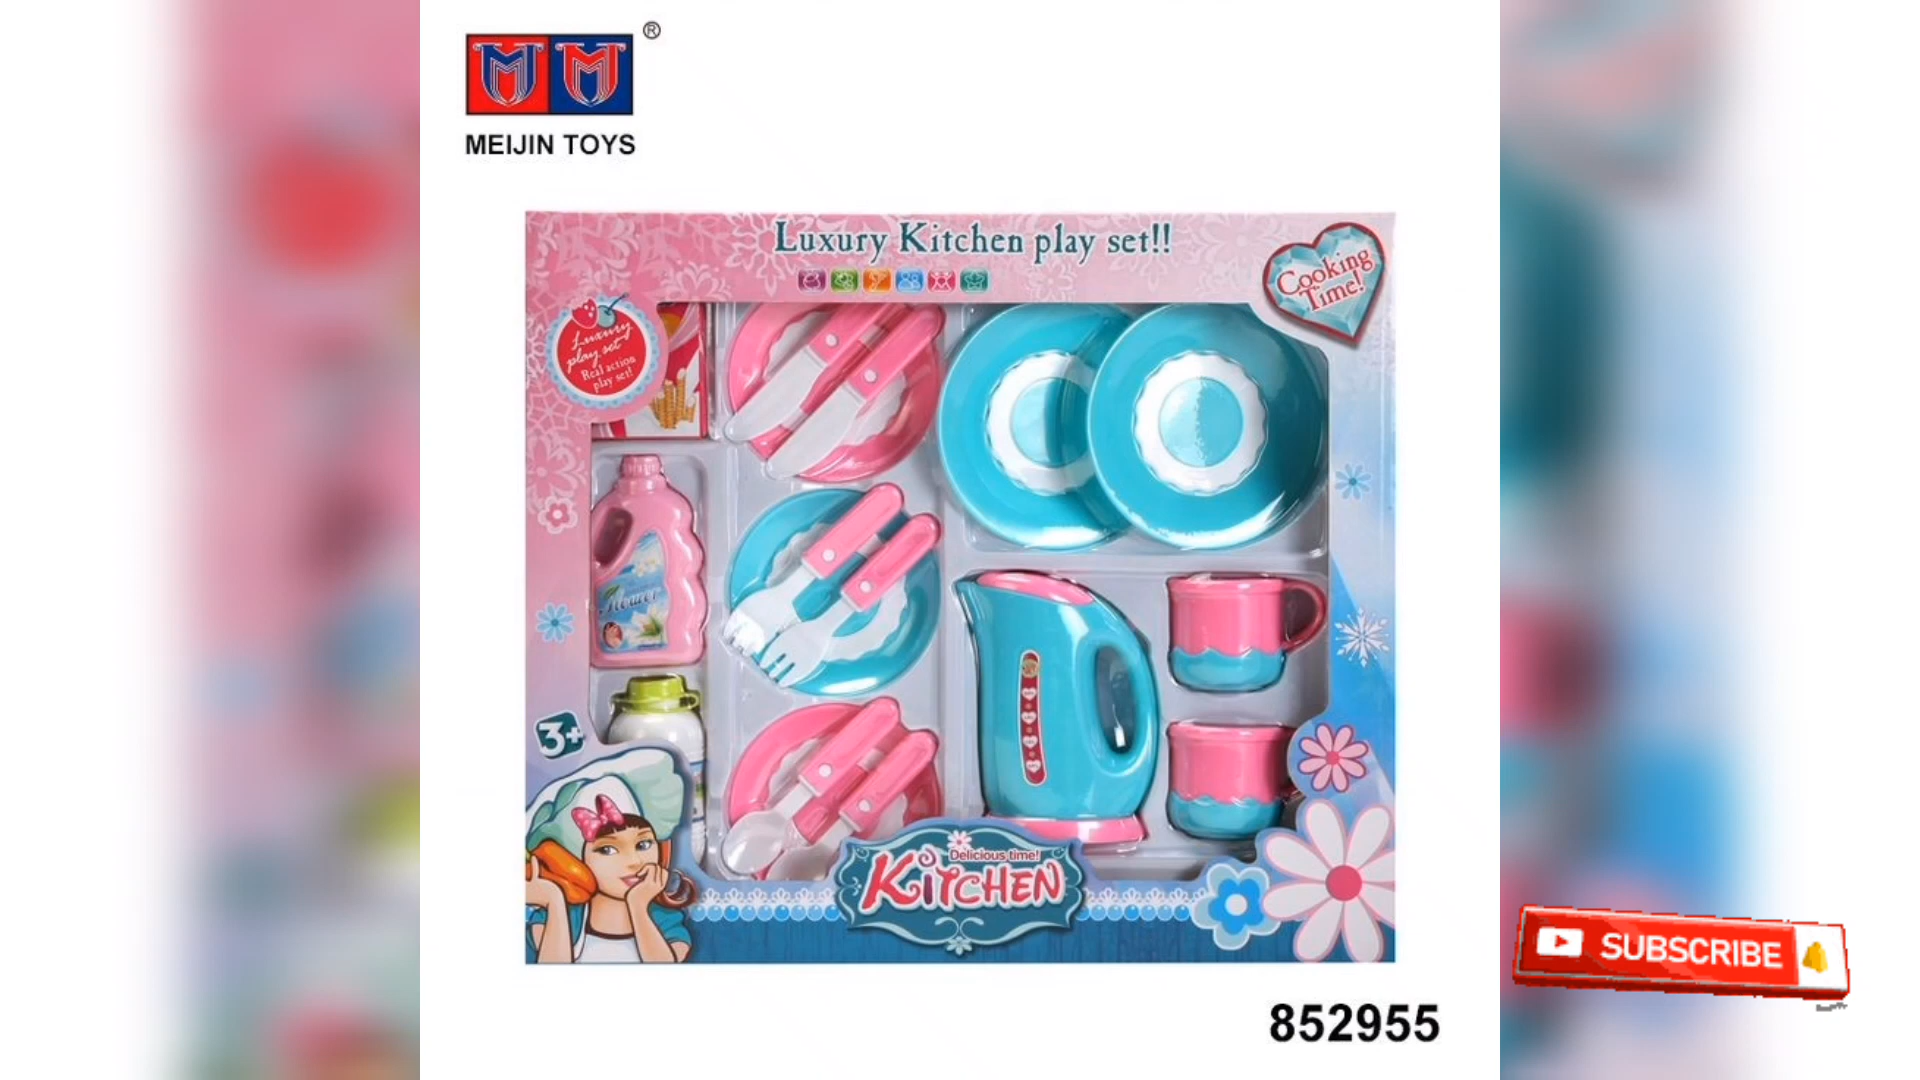 ®
MEIJIN TOYS
Luxury Kitchen play set!!
Cooking
Time!
Luxury
play set
Real action
play set!
Flower
3+
Delicious time!
KiTCHEN
SUBSCRIBE
852955